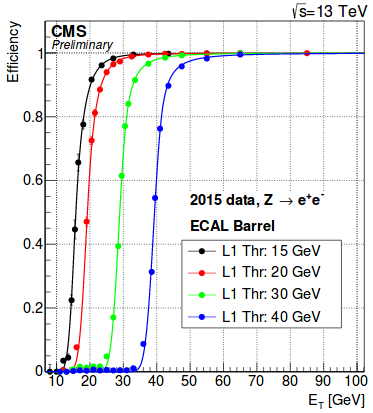 √s=13 TeV
Efficiency
CMS
Preliminary
1
0.8
0.6
0.4
0.2
0
2015 data, Z → e⁺e⁻
ECAL Barrel
L1 Thr: 15 GeV
L1 Thr: 20 GeV
L1 Thr: 30 GeV
L1 Thr: 40 GeV
10 20 30 40 50 60 70 80 90 100
E_T [GeV]